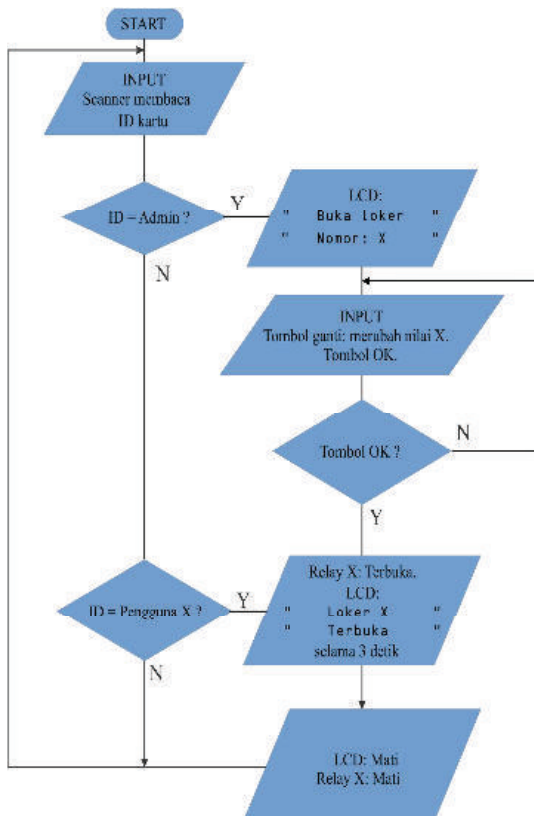 START
INPUT
Scanner membaca
ID kartu
ID = Admin ?
Y
N
LCD:
" Buka loker "
" Nomor: X "
INPUT
Tombol ganti: merubah nilai X.
Tombol OK.
Tombol OK ?
N
Y
Relay X: Terbuka.
LCD:
" Loker X "
" Terbuka "
selama 3 detik
ID = Pengguna X ?
Y
N
LCD: Mati
Relay X: Mati